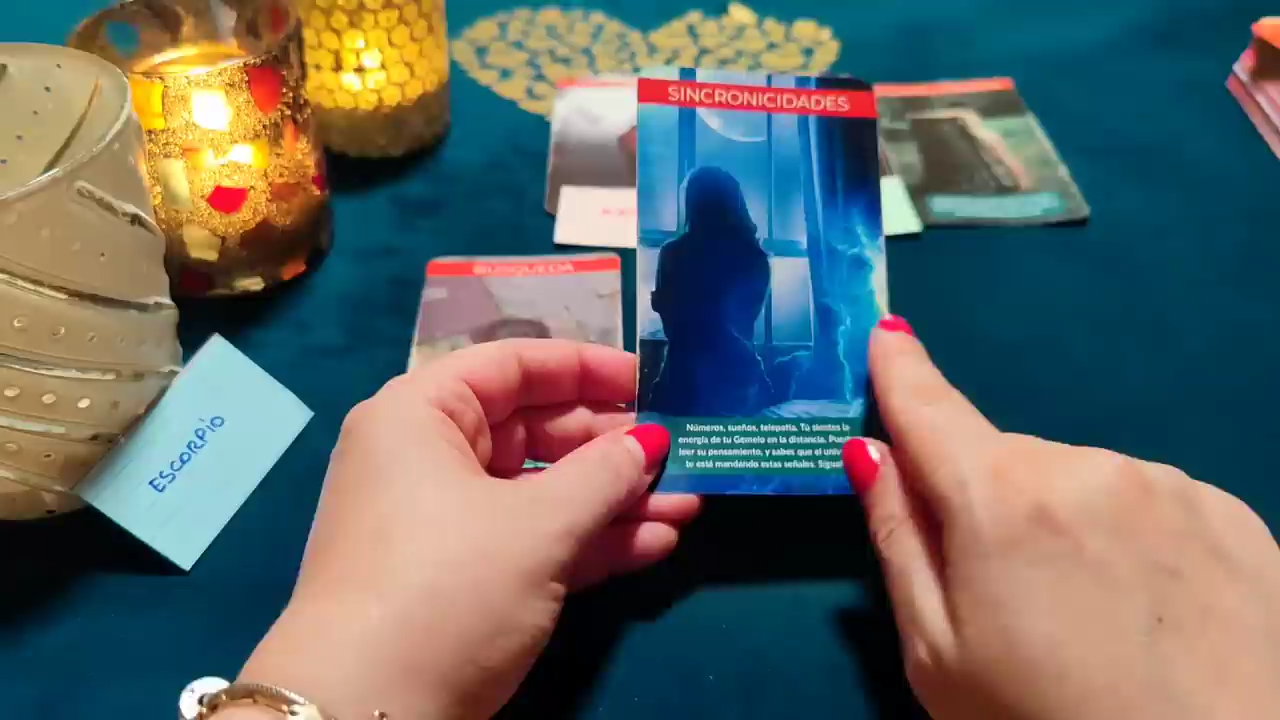 SINCRONICIDADES
BÚSQUEDA
ESCORPIO
Números, sueños, telepatía. Tú sientes la
energía de tu Gemelo en la distancia.
leer su pensamiento, y sabes que el
te está mandando estas señales.